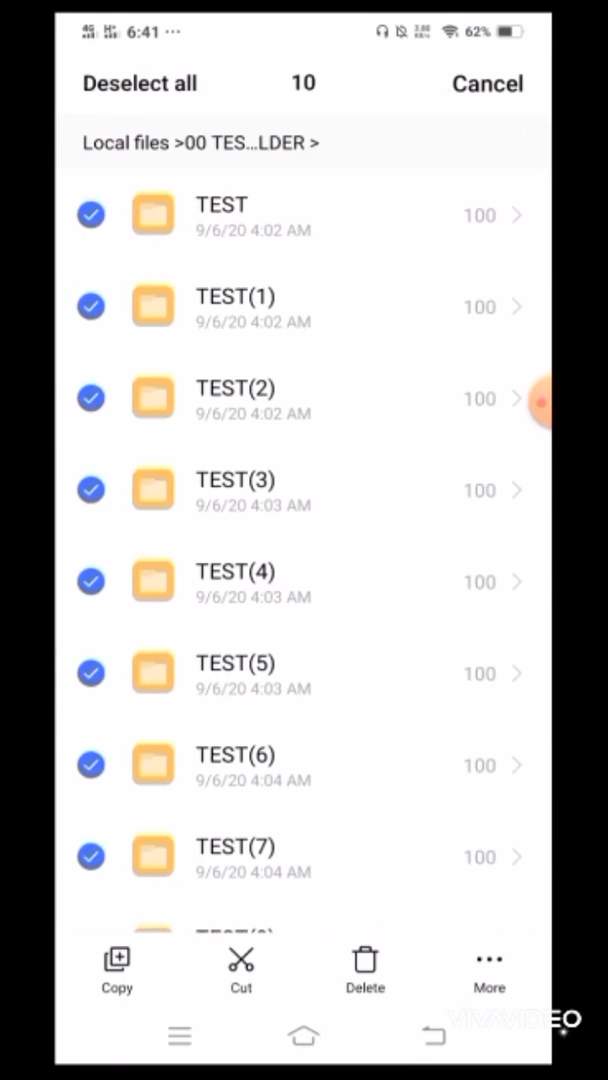 4G H+ 6:41 ··· 62%
Deselect all 10 Cancel
Local files >00 TES...LDER >
TEST
9/6/20 4:02 AM
100
TEST(1)
9/6/20 4:02 AM
100
TEST(2)
9/6/20 4:02 AM
100
TEST(3)
9/6/20 4:03 AM
100
TEST(4)
9/6/20 4:03 AM
100
TEST(5)
9/6/20 4:03 AM
100
TEST(6)
9/6/20 4:04 AM
100
TEST(7)
9/6/20 4:04 AM
100
Copy Cut Delete More
VIVAVIDEO